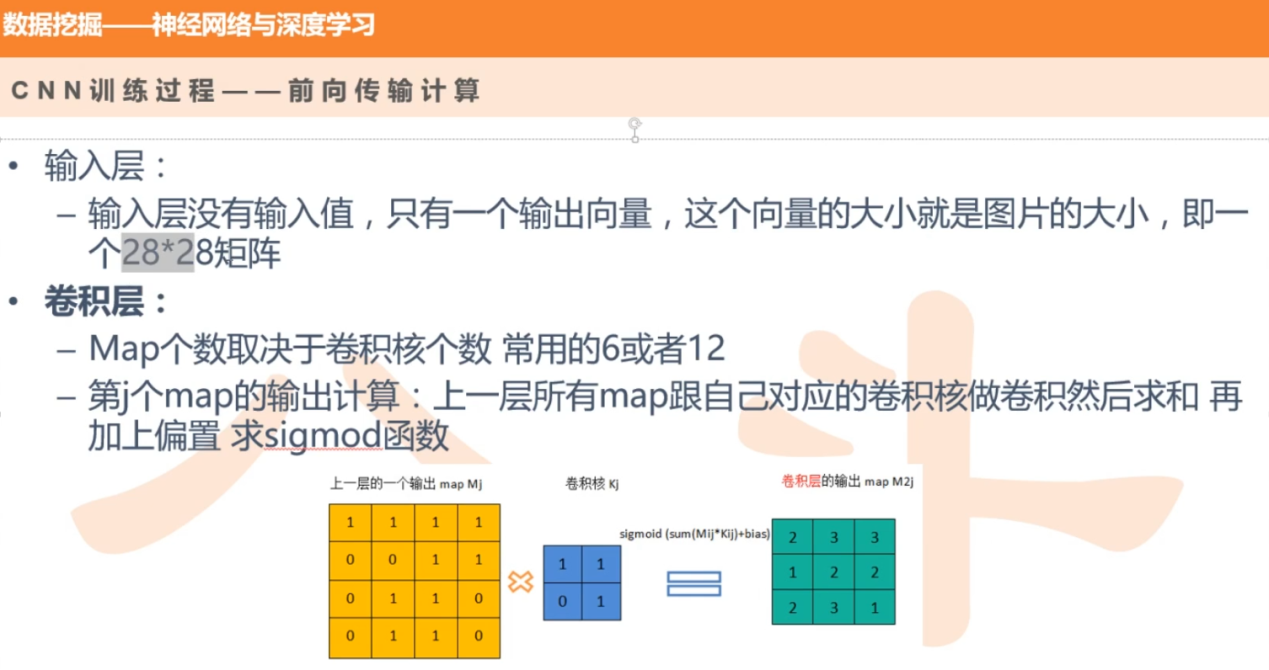 数据挖掘——神经网络与深度学习
CNN训练过程——前向传输计算
• 输入层：
– 输入层没有输入值，只有一个输出向量，这个向量的大小就是图片的大小，即一
个28*28矩阵
• 卷积层：
– Map个数取决于卷积核个数 常用的6或者12
– 第j个map的输出计算：上一层所有map跟自己对应的卷积核做卷积然后求和 再
加上偏置 求sigmod函数
上一层的一个输出 map Mj
卷积核 Kj
卷积层的输出 map M2j
sigmoid (sum(Mij*Kij)+bias)
1 1 1 1
0 0 1 1
0 1 1 0
0 1 1 0
1 1
0 1
2 3 3
1 2 2
2 3 1